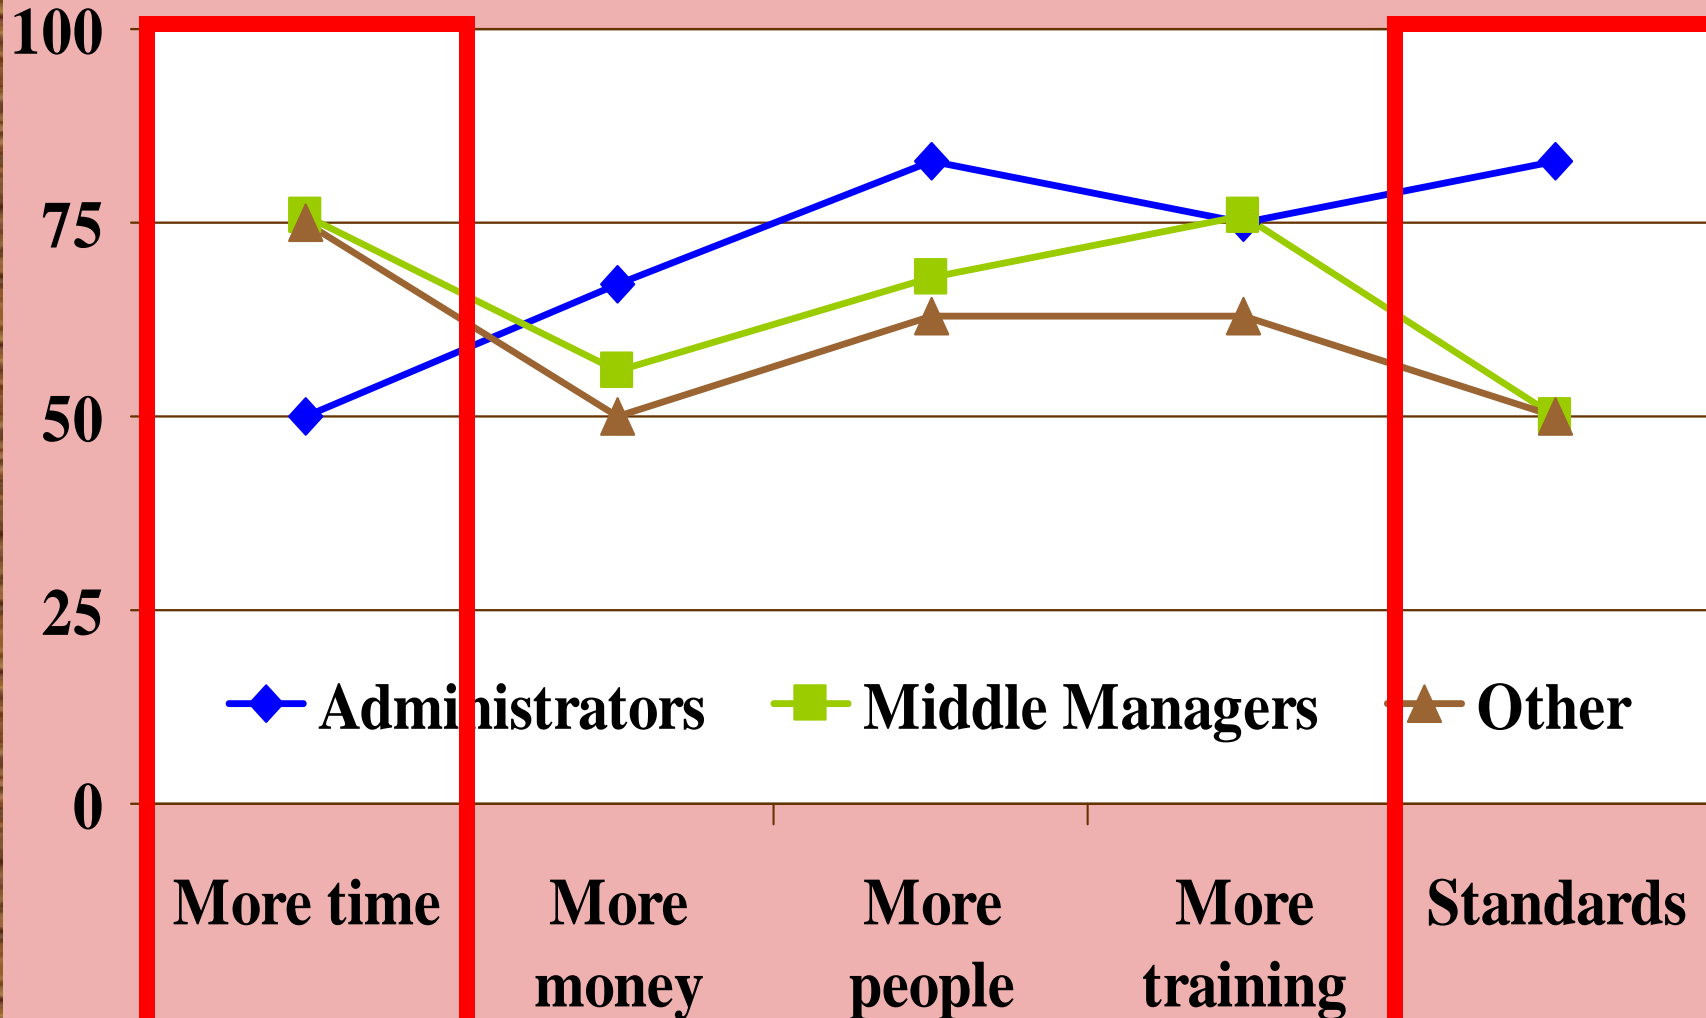 100
75
50
25
0
Administrators Middle Managers Other
More time More More More Standards
money people training